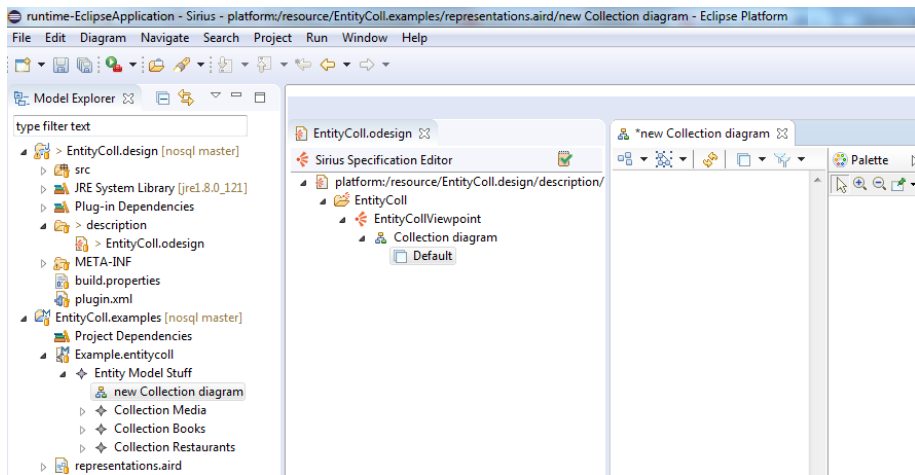 runtime-EclipseApplication - Sirius - platform:/resource/EntityColl.examples/representations.aird/new Collection diagram - Eclipse Platform
File Edit Diagram Navigate Search Project Run Window Help
Model Explorer
type filter text
> EntityColl.design [nosql master]
src
JRE System Library [jre1.8.0_121]
Plug-in Dependencies
> description
> EntityColl.odesign
META-INF
build.properties
plugin.xml
EntityColl.examples [nosql master]
Project Dependencies
Example.entitycoll
Entity Model Stuff
new Collection diagram
Collection Media
Collection Books
Collection Restaurants
representations.aird
EntityColl.odesign
Sirius Specification Editor
platform:/resource/EntityColl.design/description/
EntityColl
EntityCollViewpoint
Collection diagram
Default
*new Collection diagram
Palette